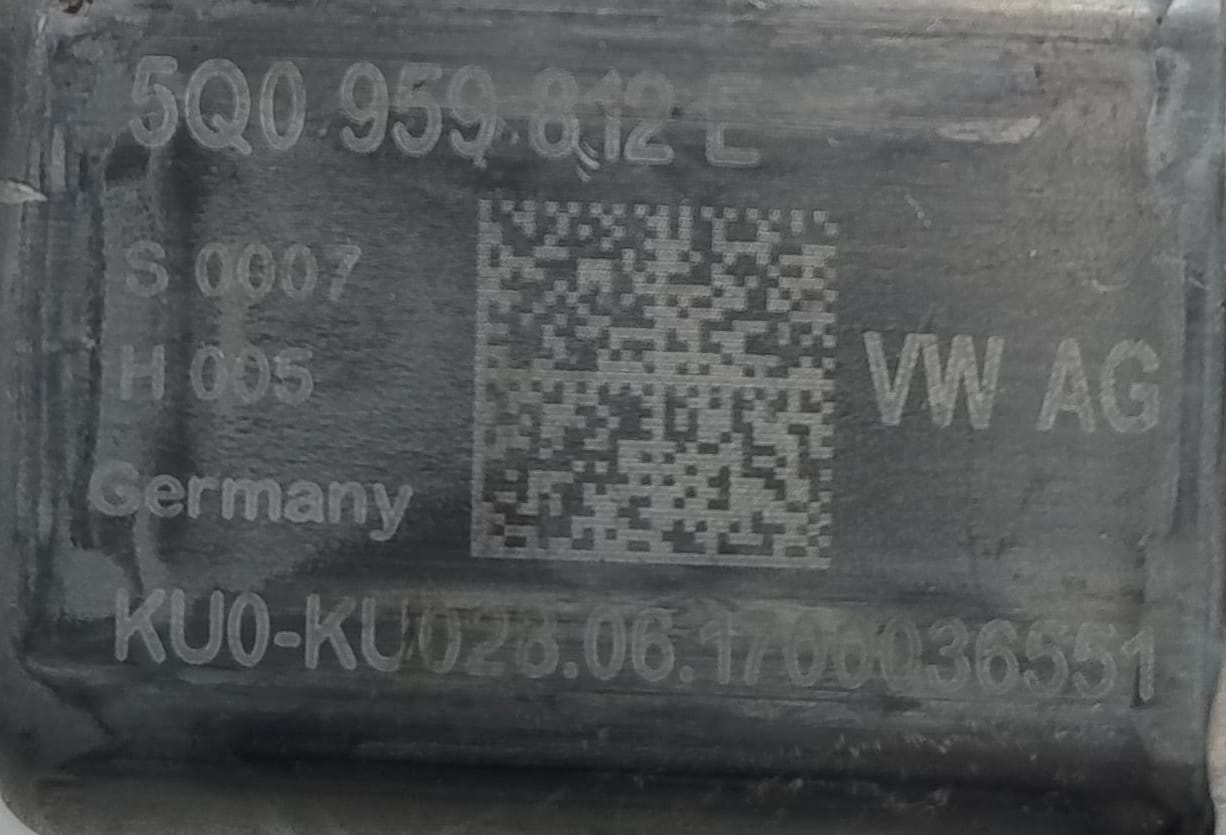 5Q0 959 812 E
S 0007
H 005
VW AG
Germany
KU0-KU028.06.1700036551